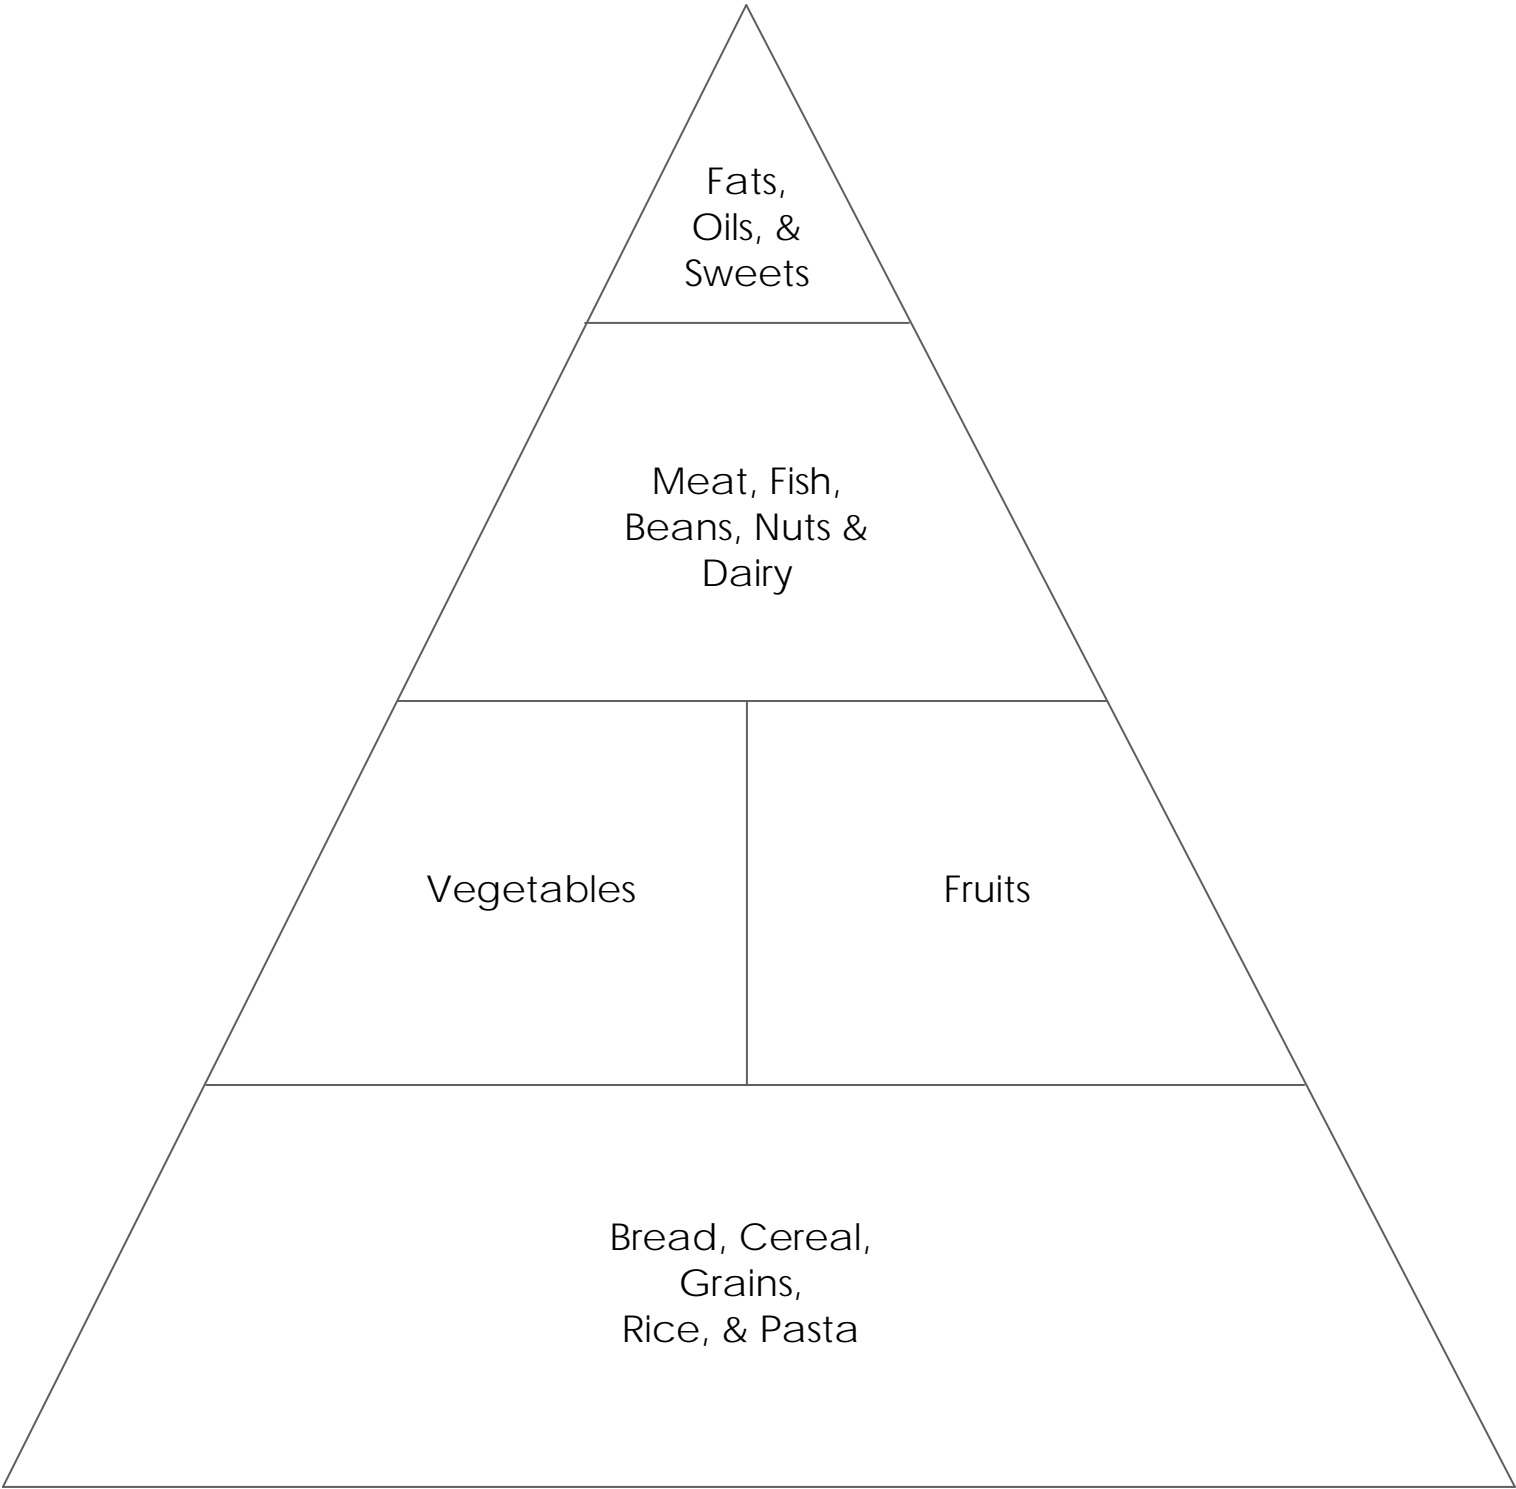 Fats,
Oils, &
Sweets
Meat, Fish,
Beans, Nuts &
Dairy
Vegetables
Fruits
Bread, Cereal,
Grains,
Rice, & Pasta